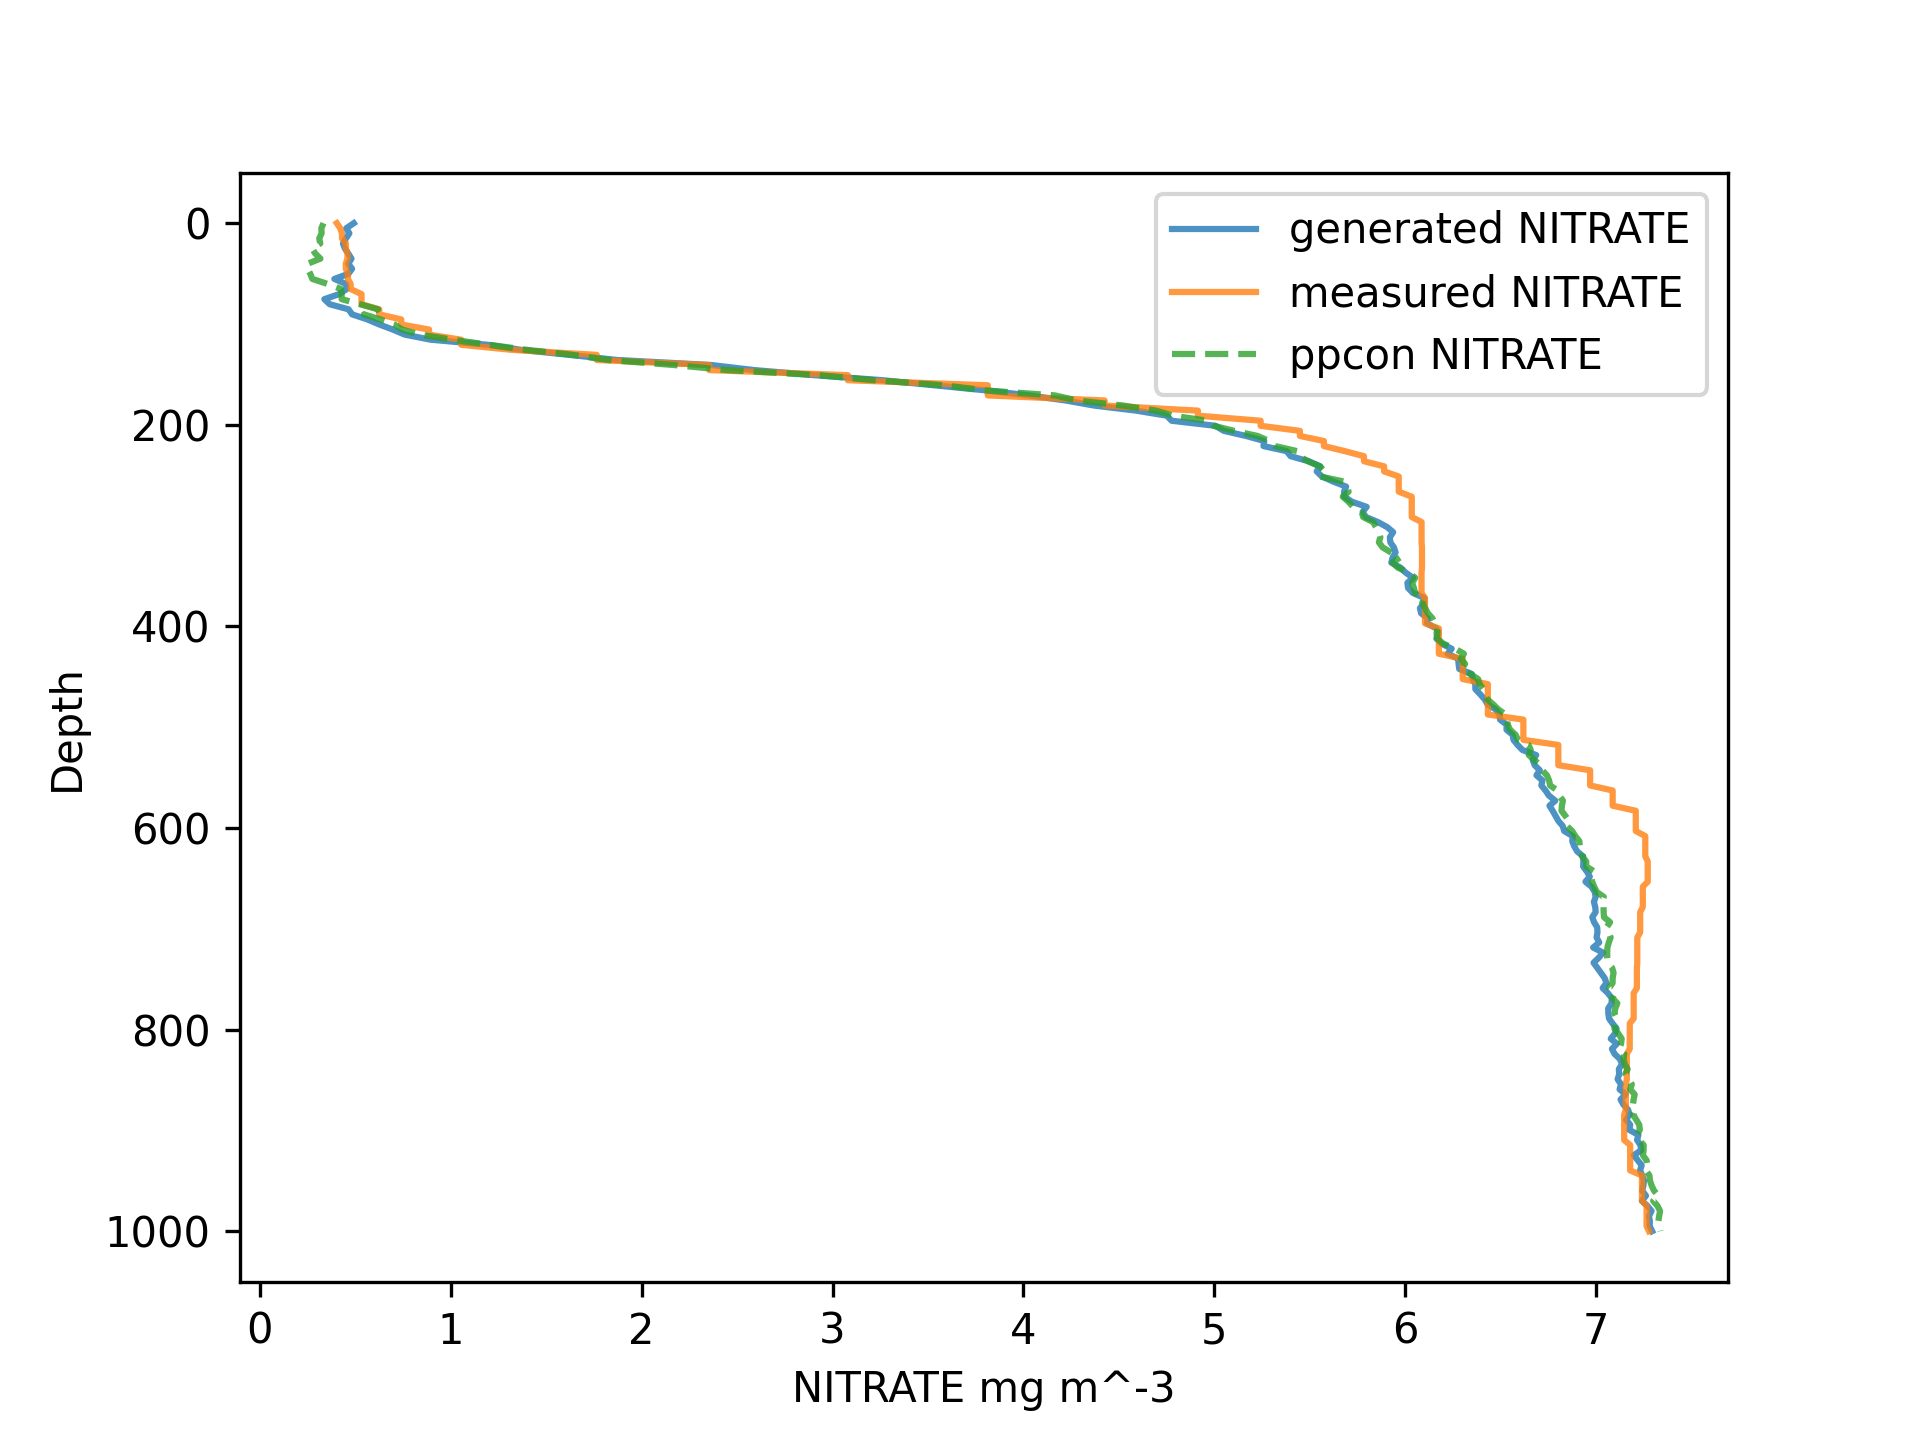 generated NITRATE
measured NITRATE
ppcon NITRATE
0
200
400
600
800
1000
Depth
0 1 2 3 4 5 6 7
NITRATE mg m^-3